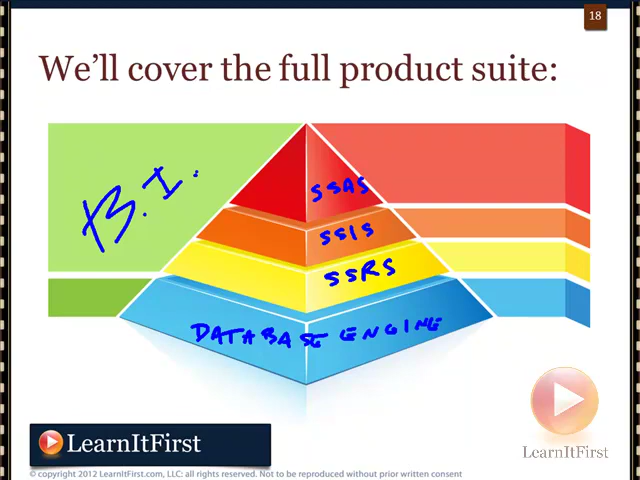 18
We'll cover the full product suite:
B.I.
SSAS
SSIS
SSRS
DATABASE ENGINE
LearnItFirst
LearnItFirst
© copyright 2012 LearnItFirst.com, LLC: all rights reserved. Not to be reproduced without prior written consent